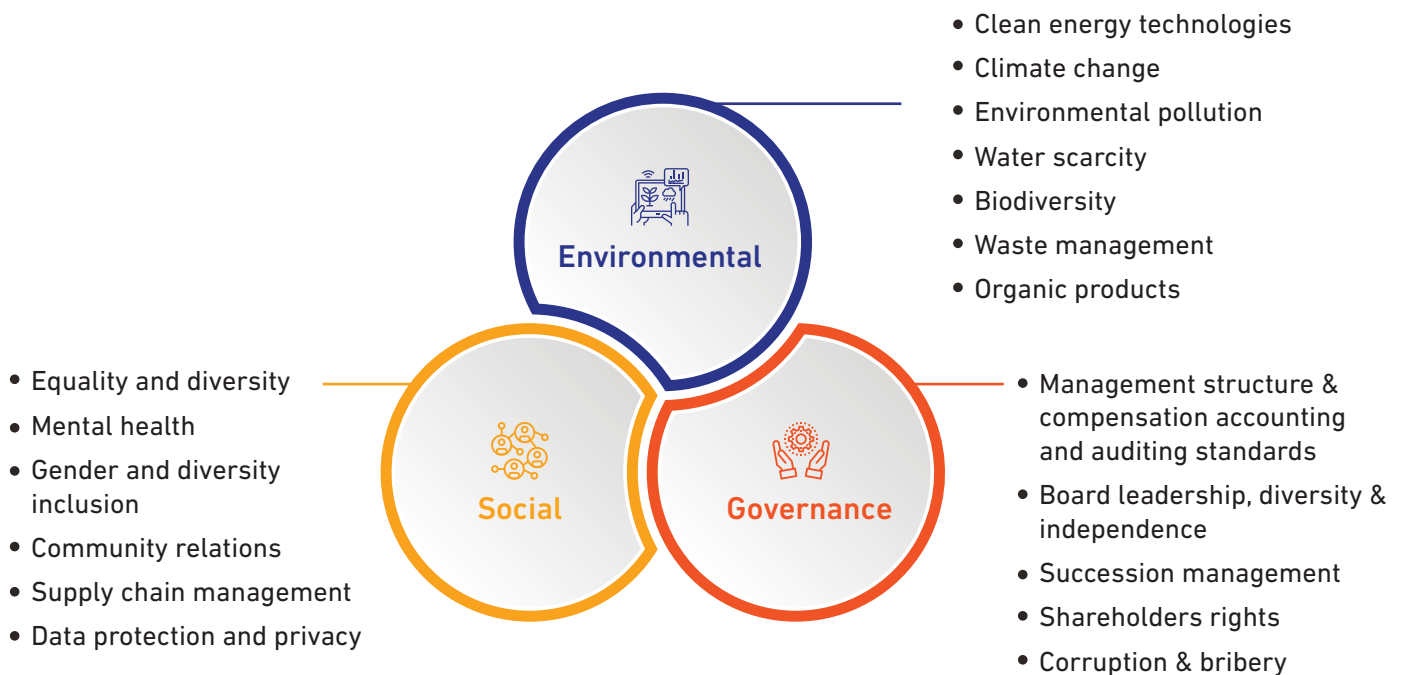 • Clean energy technologies
• Climate change
• Environmental pollution
• Water scarcity
• Biodiversity
• Waste management
• Organic products
Environmental
• Equality and diversity
• Mental health
• Gender and diversity
inclusion
• Community relations
• Supply chain management
• Data protection and privacy
Social
Governance
• Management structure &
compensation accounting
and auditing standards
• Board leadership, diversity &
independence
• Succession management
• Shareholders rights
• Corruption & bribery